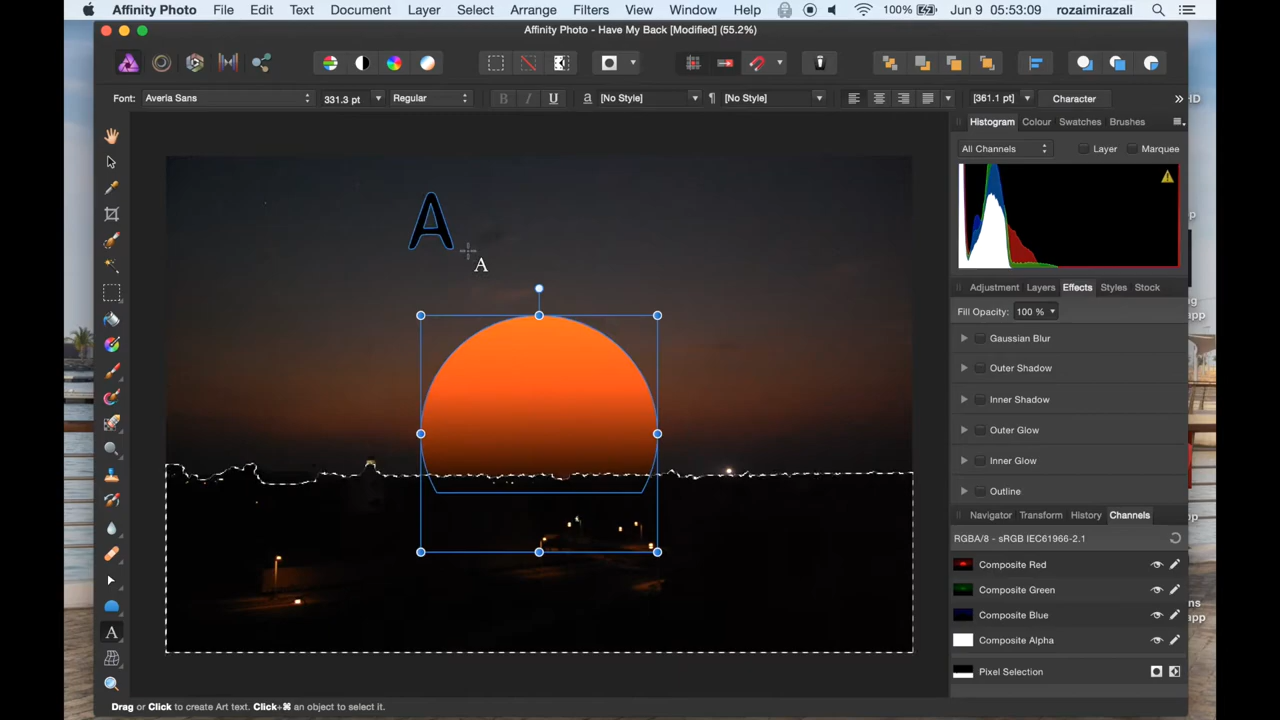 Affinity Photo File Edit Text Document Layer Select Arrange Filters View Window Help 100% Jun 9 05:53:09 rozaimirazali
Affinity Photo - Have My Back [Modified] (55.2%)
Font: Averia Sans 331.3 pt Regular B I U a [No Style] ¶ [No Style] [361.1 pt] Character »
Histogram Colour Swatches Brushes
All Channels Layer Marquee
A
A
Adjustment Layers Effects Styles Stock
Fill Opacity: 100 %
Gaussian Blur
Outer Shadow
Inner Shadow
Outer Glow
Inner Glow
Outline
Navigator Transform History Channels
RGBA/8 - sRGB IEC61966-2.1
Composite Red
Composite Green
Composite Blue
Composite Alpha
Pixel Selection
A
Drag or Click to create Art text. Click+⌘ an object to select it.
HD
app
app